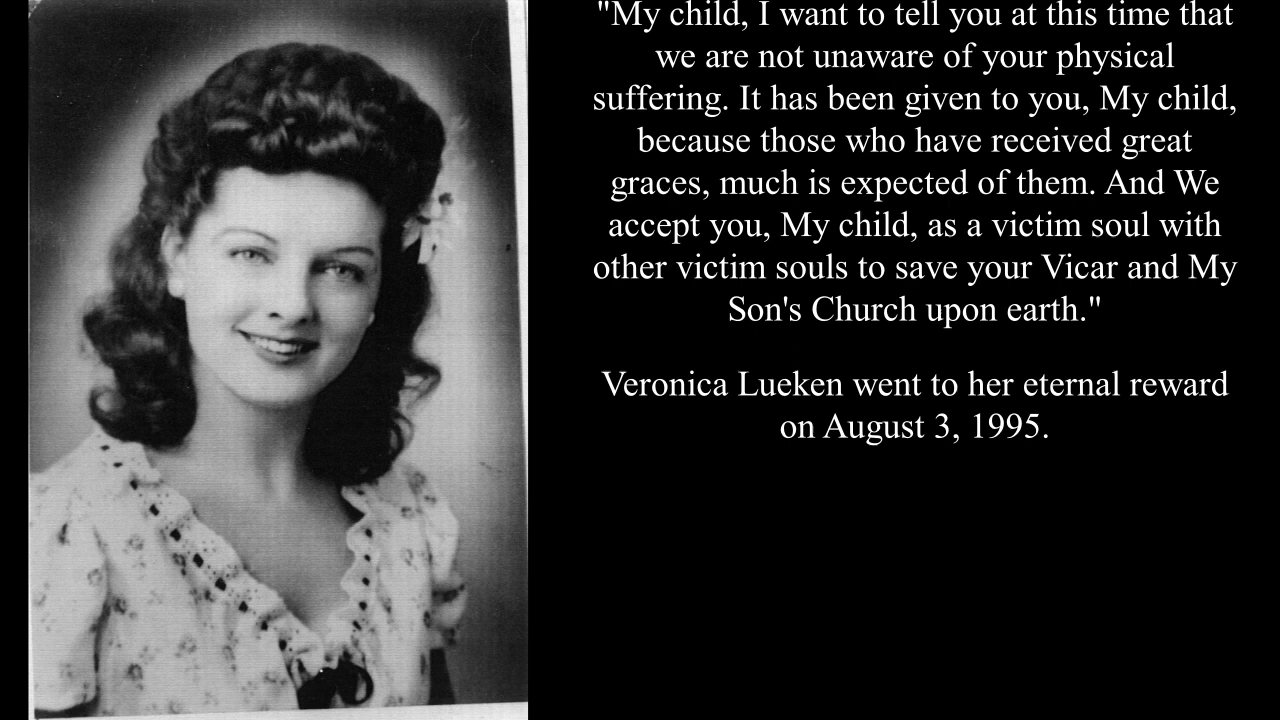 "My child, I want to tell you at this time that
we are not unaware of your physical
suffering. It has been given to you, My child,
because those who have received great
graces, much is expected of them. And We
accept you, My child, as a victim soul with
other victim souls to save your Vicar and My
Son's Church upon earth."
Veronica Lueken went to her eternal reward
on August 3, 1995.